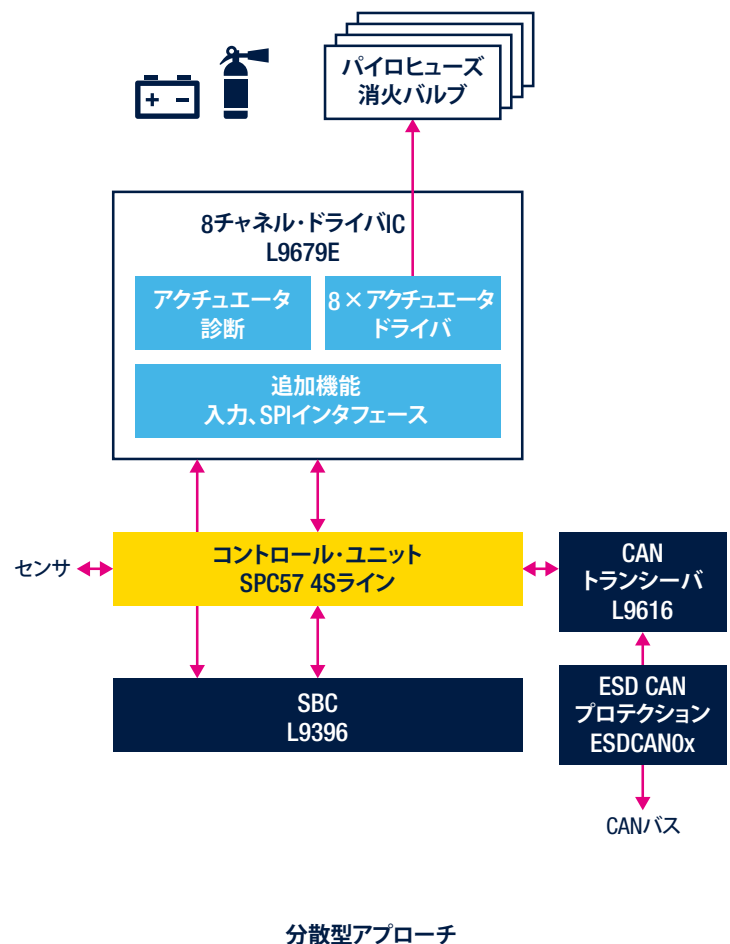 パイロヒューズ
消火バルブ
8チャネル・ドライバIC
L9679E
アクチュエータ
診断
8×アクチュエータ
ドライバ
追加機能
入力、SPIインタフェース
センサ
コントロール・ユニット
SPC57 4Sライン
CAN
トランシーバ
L9616
SBC
L9396
ESD CAN
プロテクション
ESDCAN0x
CANバス
分散型アプローチ